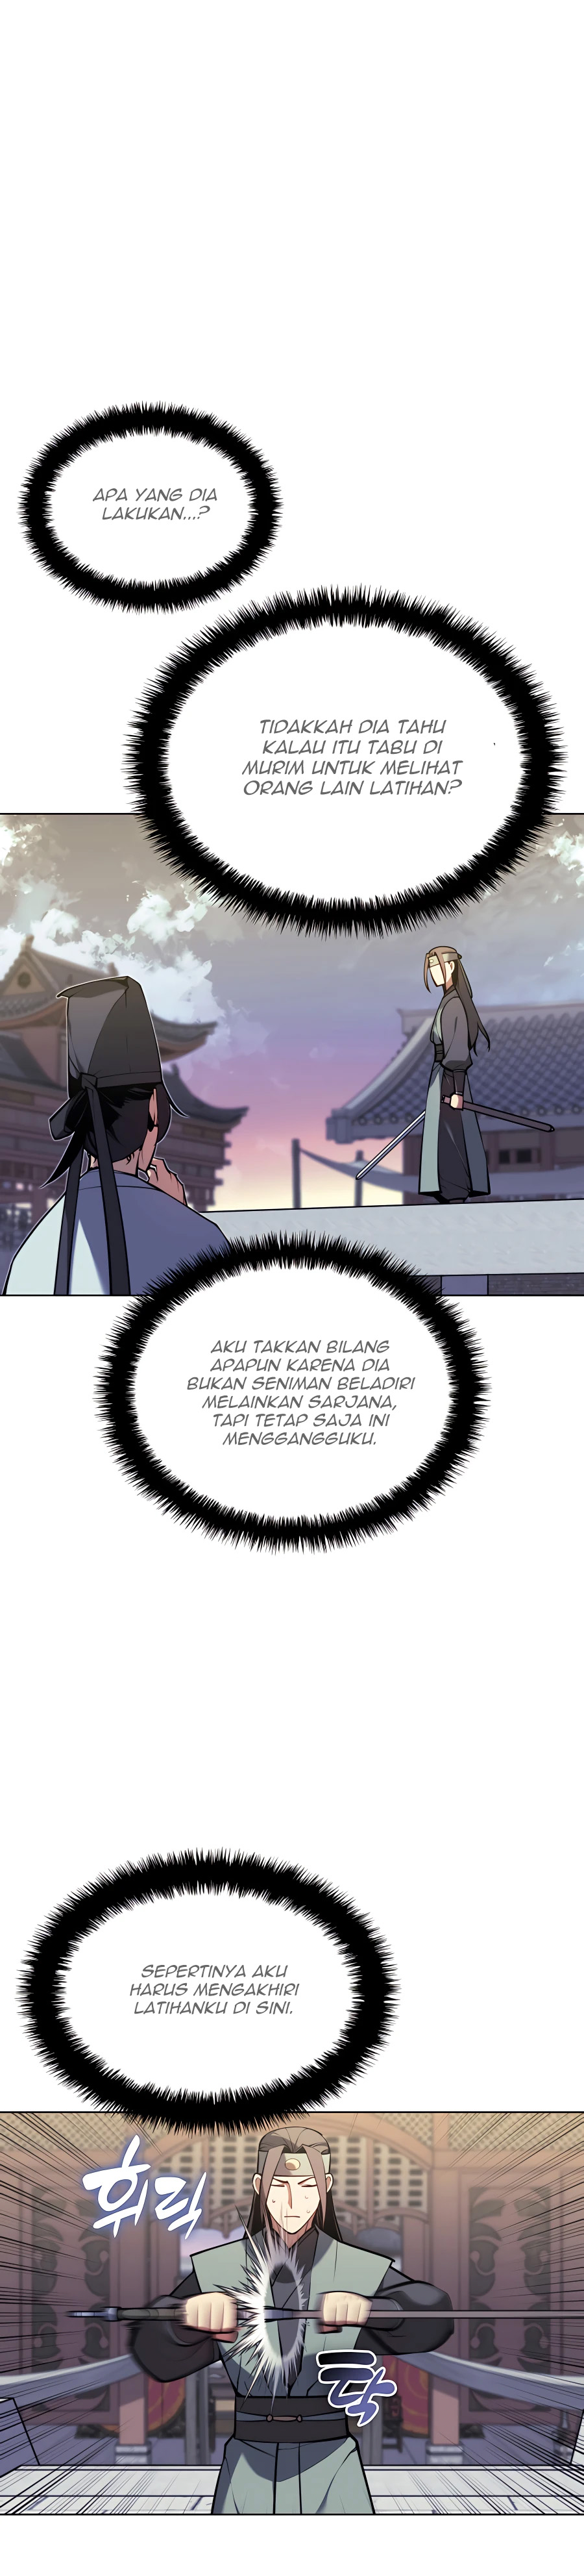 APA YANG DIA
LAKUKAN...?
TIDAKKAH DIA TAHU
KALAU ITU TABU DI
MURIM UNTUK MELIHAT
ORANG LAIN LATIHAN?
AKU TAKKAN BILANG
APAPUN KARENA DIA
BUKAN SENIMAN BELADIRI
MELAINKAN SARJANA,
TAPI TETAP SAJA INI
MENGGANGGUKU.
SEPERTINYA AKU
HARUS MENGAKHIRI
LATIHANKU DI SINI.
휘릭
탁